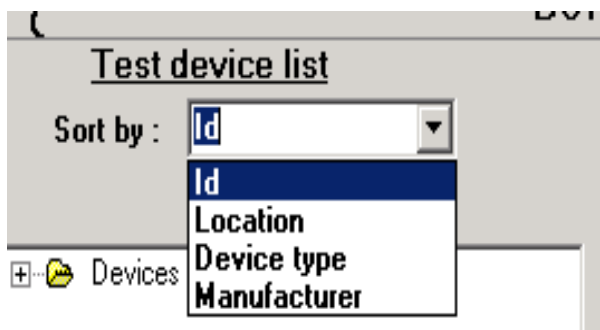 Test device list
Sort by : Id
Id
Location
Device type
Manufacturer
Devices